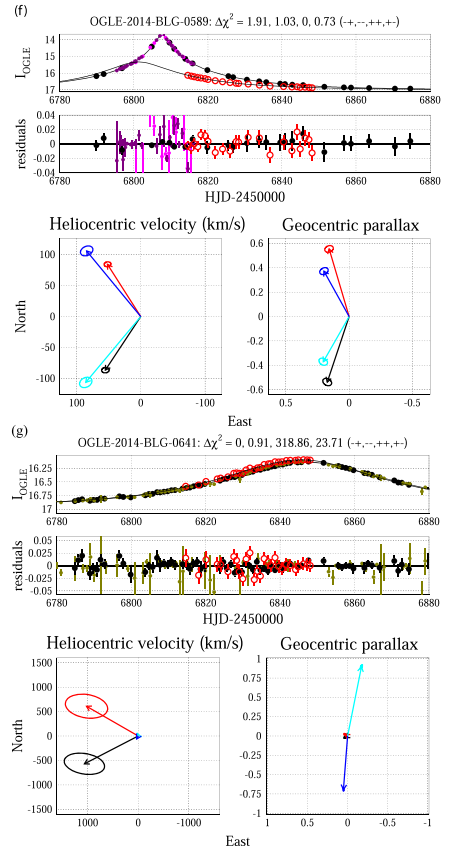 (f)
OGLE-2014-BLG-0589: Δχ² = 1.91, 1.03, 0, 0.73 (-+,--,++,+-)
I_OGLE
14
15
16
17
6780 6800 6820 6840 6860 6880
residuals
0.04
0.02
0
-0.02
-0.04
6780 6800 6820 6840 6860 6880
HJD-2450000
Heliocentric velocity (km/s) Geocentric parallax
North
100
50
0
-50
-100
100 0 -100
0.6
0.4
0.2
0
-0.2
-0.4
-0.6
0.5 0 -0.5
East
(g)
OGLE-2014-BLG-0641: Δχ² = 0, 0.91, 318.86, 23.71 (-+,--,++,+-)
I_OGLE
16.25
16.5
16.75
17
6780 6800 6820 6840 6860 6880
residuals
0.05
0.025
0
-0.025
-0.05
6780 6800 6820 6840 6860 6880
HJD-2450000
Heliocentric velocity (km/s) Geocentric parallax
North
1500
1000
500
0
-500
-1000
-1500
1000 0 -1000
1
0.75
0.5
0.25
0
-0.25
-0.5
-0.75
-1
1 0.5 0 -0.5 -1
East